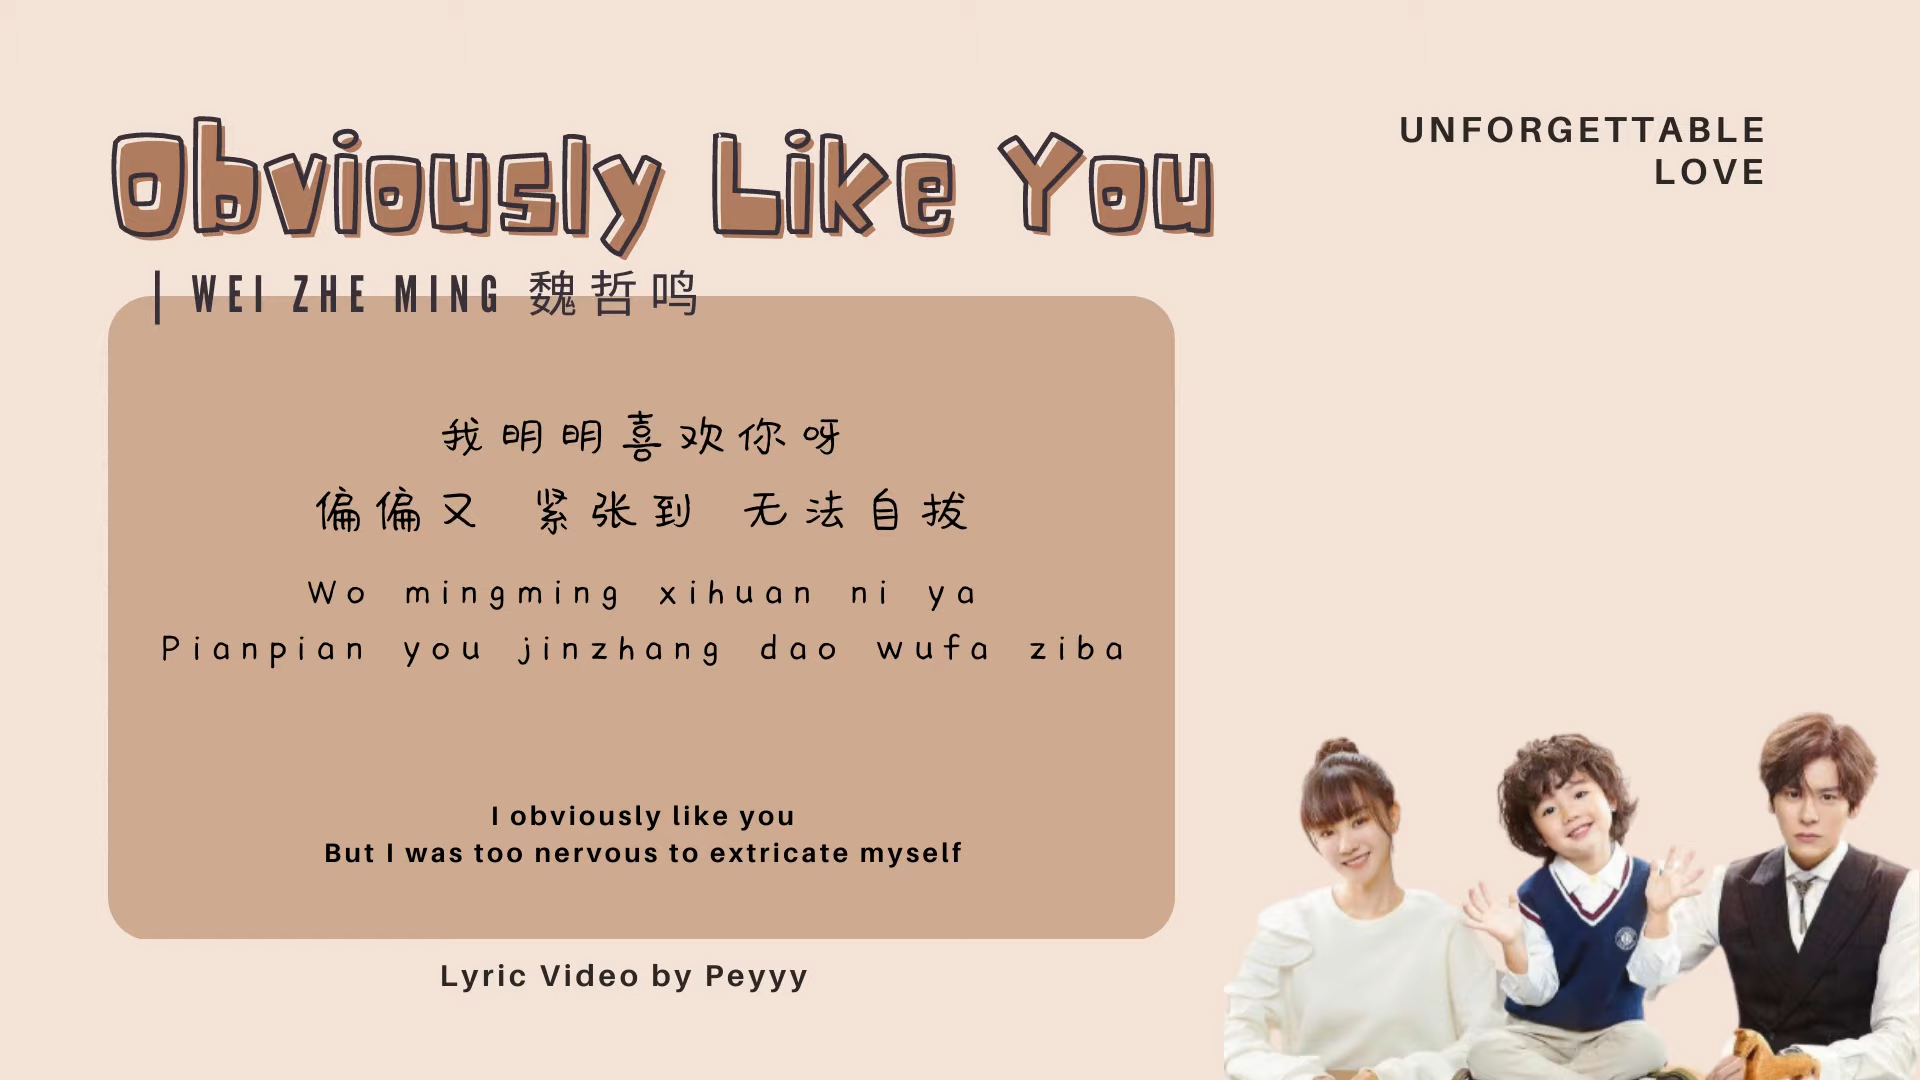 Obviously Like You
UNFORGETTABLE
LOVE
| WEI ZHE MING 魏哲鸣
我明明喜欢你呀
偏偏又 紧张到 无法自拔
Wo mingming xihuan ni ya
Pianpian you jinzhang dao wufa ziba
I obviously like you
But I was too nervous to extricate myself
Lyric Video by Peyyy